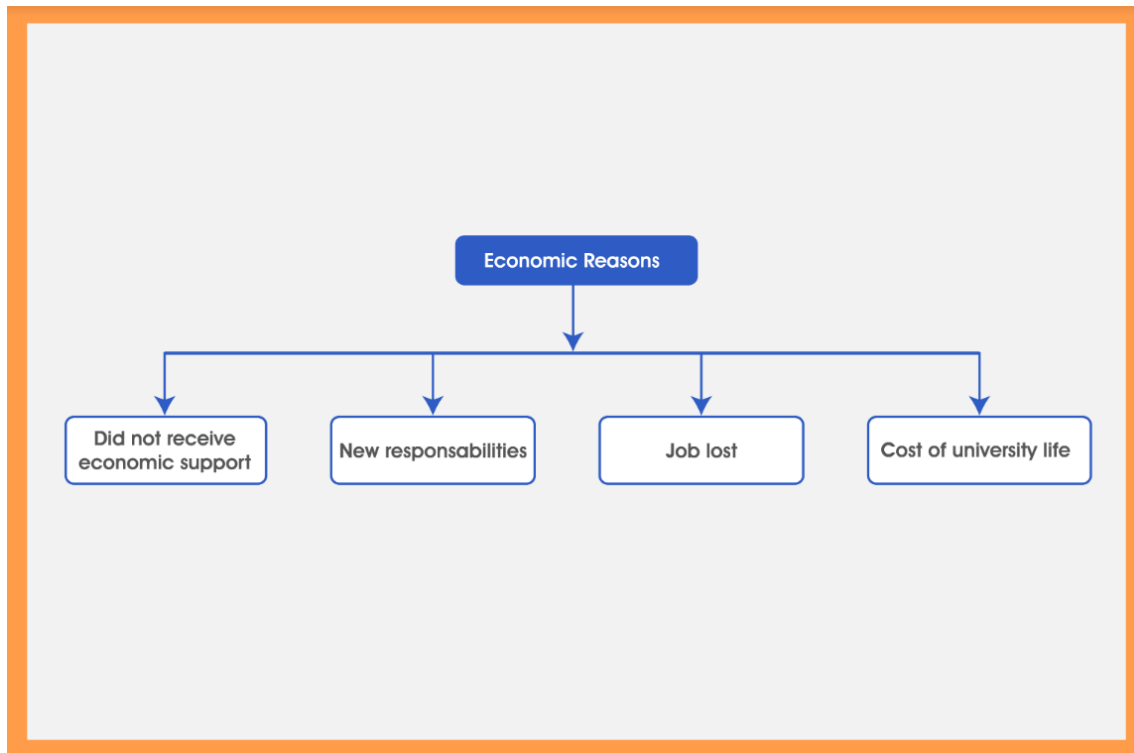 Economic Reasons
Did not receive
economic support
New responsabilities
Job lost
Cost of university life